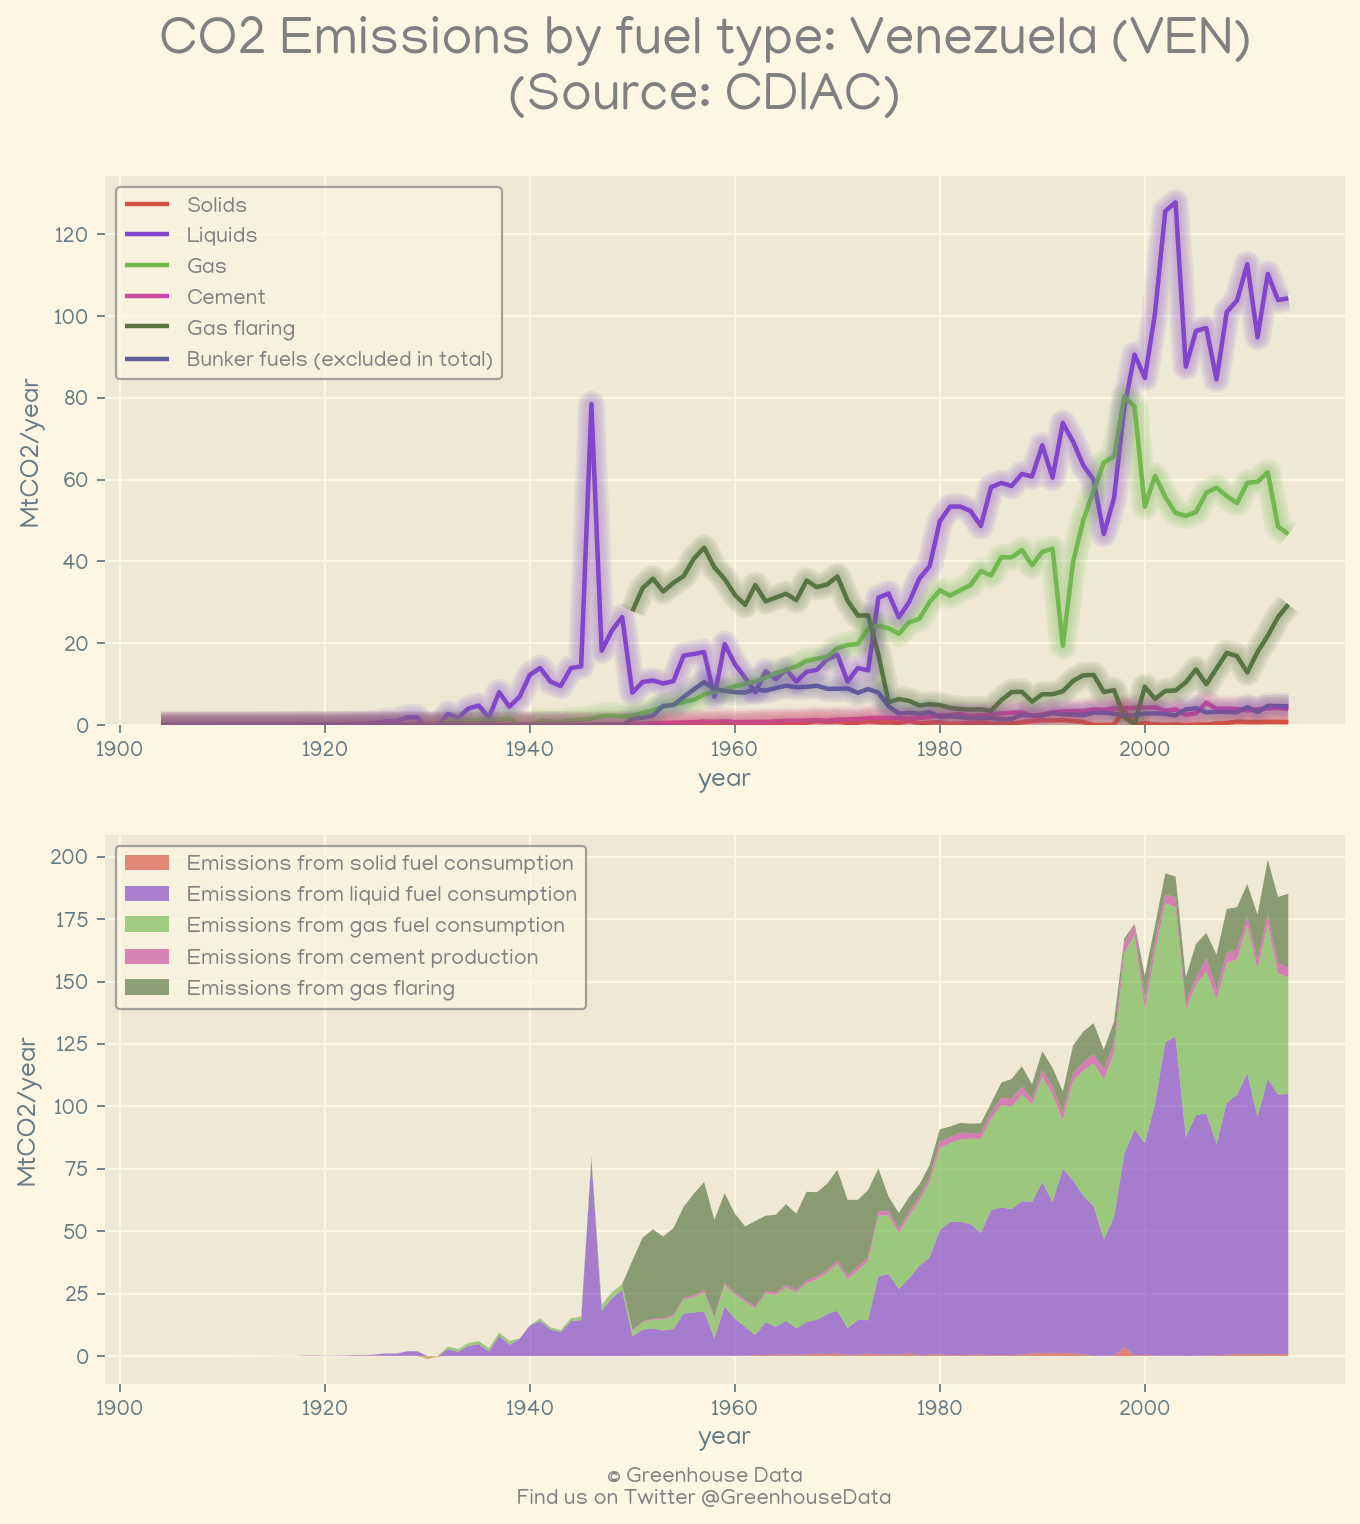 CO2 Emissions by fuel type: Venezuela (VEN)
(Source: CDIAC)
Solids
Liquids
Gas
Cement
Gas flaring
Bunker fuels (excluded in total)
MtCO2/year
120
100
80
60
40
20
0
1900 1920 1940 1960 1980 2000
year
Emissions from solid fuel consumption
Emissions from liquid fuel consumption
Emissions from gas fuel consumption
Emissions from cement production
Emissions from gas flaring
MtCO2/year
200
175
150
125
100
75
50
25
0
1900 1920 1940 1960 1980 2000
year
© Greenhouse Data
Find us on Twitter @GreenhouseData